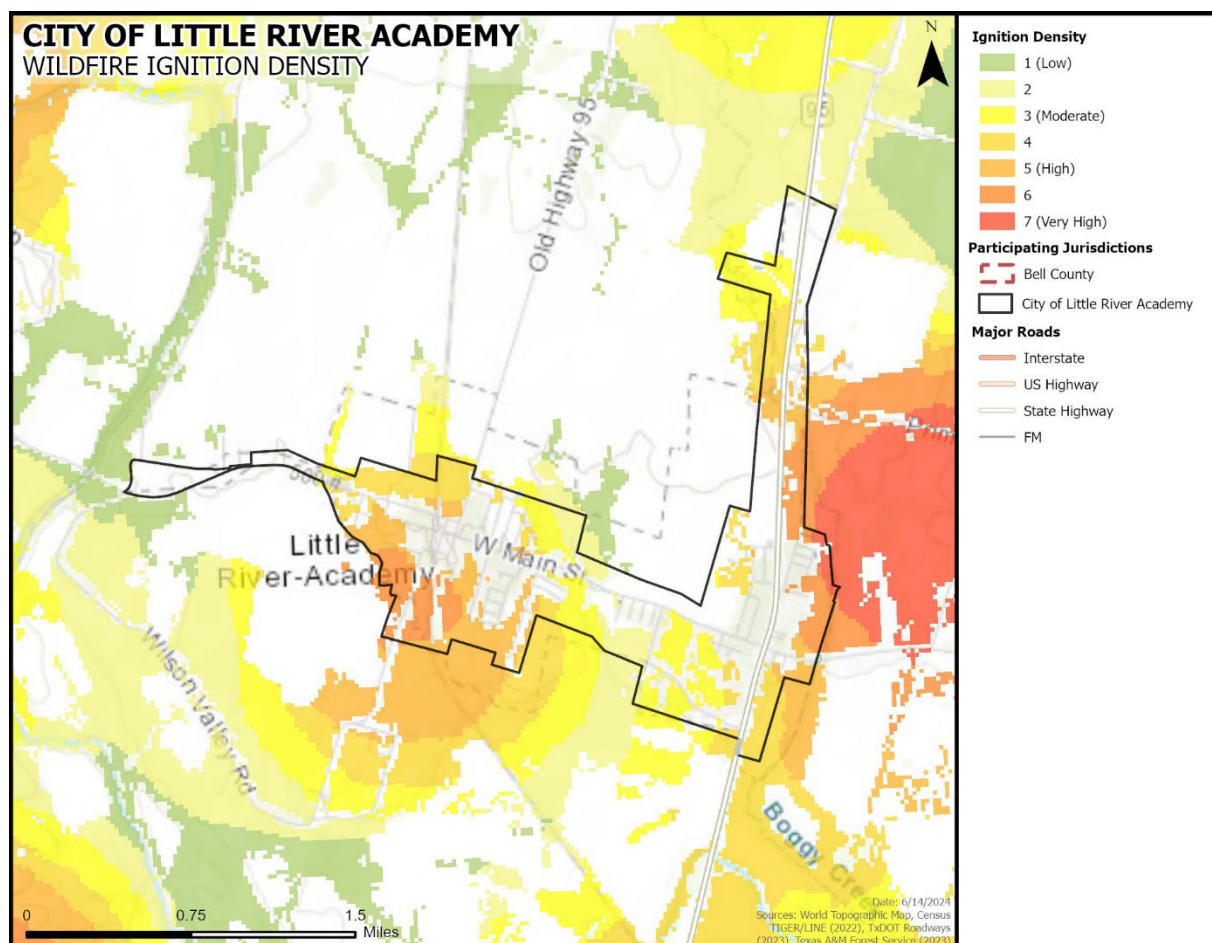 CITY OF LITTLE RIVER ACADEMY
WILDFIRE IGNITION DENSITY
N
95
Old Highway 95
500 ft
Little
River-Academy
W Main St
Wilson Valley Rd
Boggy Creek
0
0.75
1.5
Miles
Date: 6/14/2024
Sources: World Topographic Map, Census
TIGER/LINE (2022), TxDOT Roadways
(2023), Texas A&M Forest Service (2023)
Ignition Density
1 (Low)
2
3 (Moderate)
4
5 (High)
6
7 (Very High)
Participating Jurisdictions
Bell County
City of Little River Academy
Major Roads
Interstate
US Highway
State Highway
FM